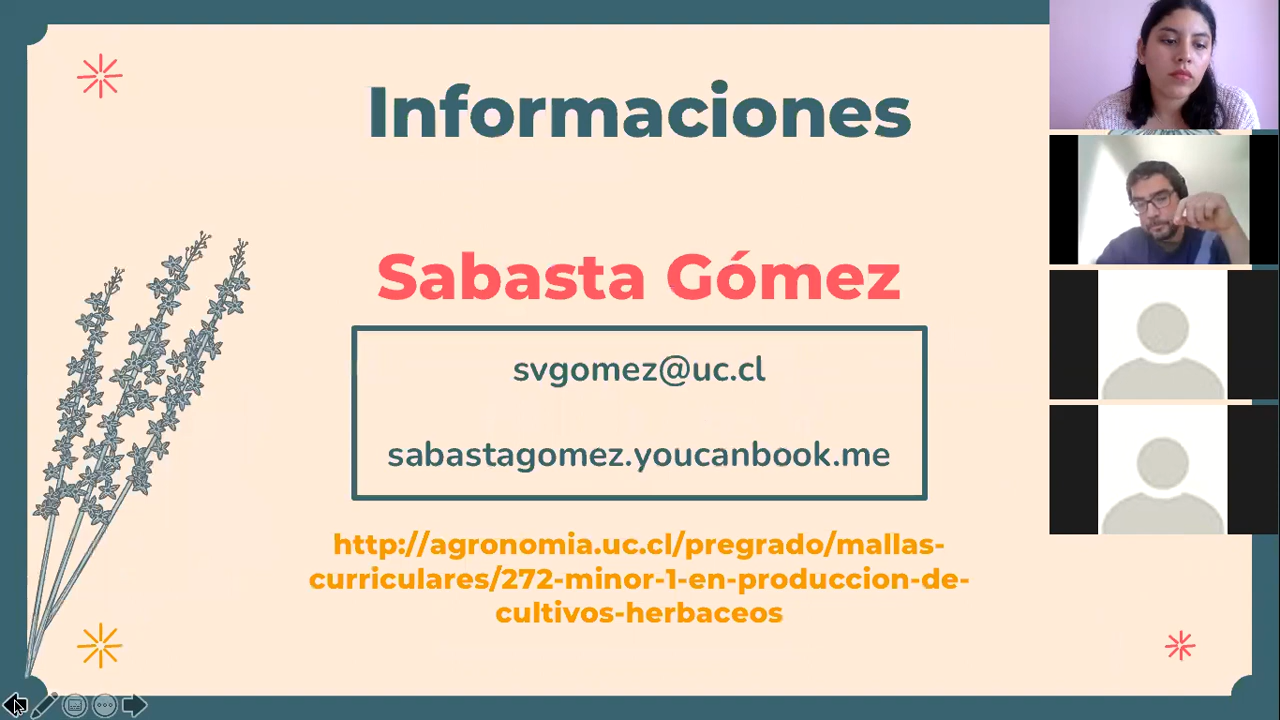 Informaciones
Sabasta Gómez
svgomez@uc.cl
sabastagomez.youcanbook.me
http://agronomia.uc.cl/pregrado/mallas-
curriculares/272-minor-1-en-produccion-de-
cultivos-herbaceos